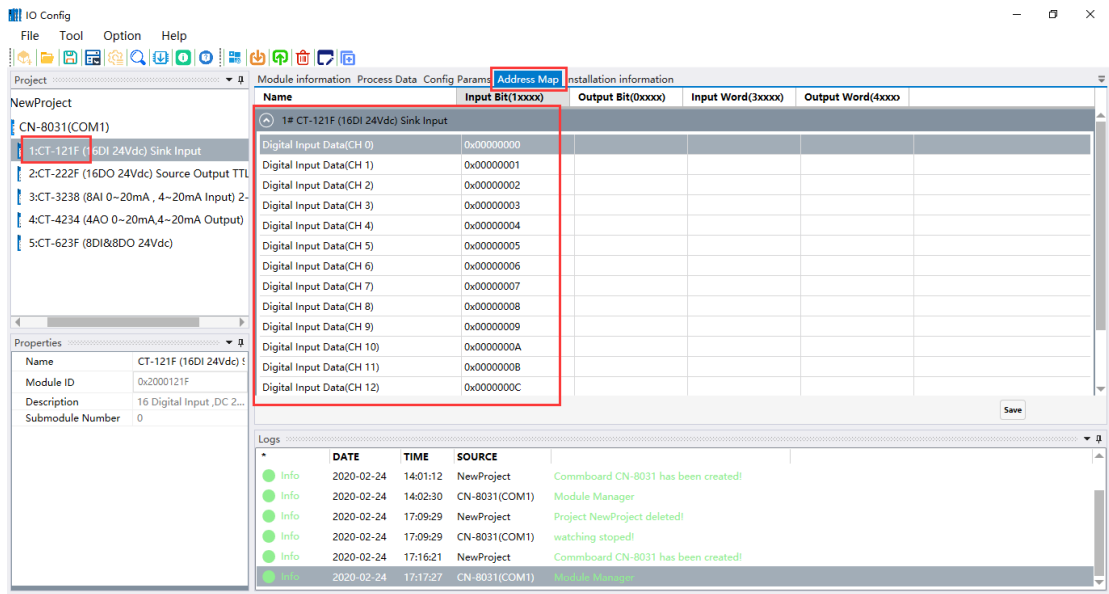 IO Config
File Tool Option Help
Project
NewProject
CN-8031(COM1)
1:CT-121F (16DI 24Vdc) Sink Input
2:CT-222F (16DO 24Vdc) Source Output TTL
3:CT-3238 (8AI 0~20mA , 4~20mA Input) 2-
4:CT-4234 (4AO 0~20mA,4~20mA Output)
5:CT-623F (8DI&8DO 24Vdc)
Properties
Name CT-121F (16DI 24Vdc) S
Module ID 0x2000121F
Description 16 Digital Input ,DC 2...
Submodule Number 0
Module information Process Data Config Params Address Map nstallation information
Name Input Bit(1xxxx) Output Bit(0xxxx) Input Word(3xxxx) Output Word(4xxxx
1# CT-121F (16DI 24Vdc) Sink Input
Digital Input Data(CH 0) 0x00000000
Digital Input Data(CH 1) 0x00000001
Digital Input Data(CH 2) 0x00000002
Digital Input Data(CH 3) 0x00000003
Digital Input Data(CH 4) 0x00000004
Digital Input Data(CH 5) 0x00000005
Digital Input Data(CH 6) 0x00000006
Digital Input Data(CH 7) 0x00000007
Digital Input Data(CH 8) 0x00000008
Digital Input Data(CH 9) 0x00000009
Digital Input Data(CH 10) 0x0000000A
Digital Input Data(CH 11) 0x0000000B
Digital Input Data(CH 12) 0x0000000C
Save
Logs
* DATE TIME SOURCE
Info 2020-02-24 14:01:12 NewProject Commboard CN-8031 has been created!
Info 2020-02-24 14:02:30 CN-8031(COM1) Module Manager
Info 2020-02-24 17:09:29 NewProject Project NewProject deleted!
Info 2020-02-24 17:09:29 CN-8031(COM1) watching stoped!
Info 2020-02-24 17:16:21 NewProject Commboard CN-8031 has been created!
Info 2020-02-24 17:17:27 CN-8031(COM1) Module Manager